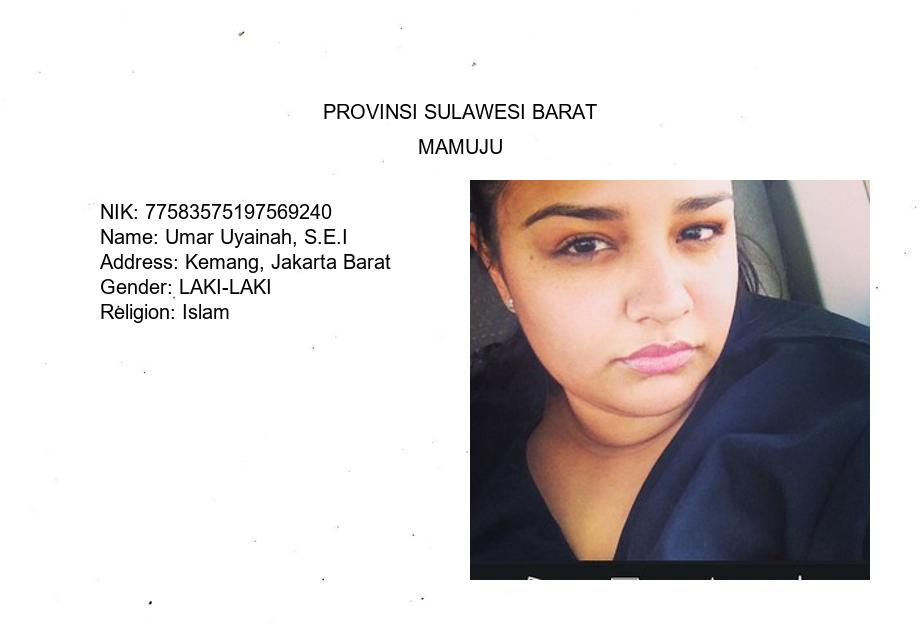 PROVINSI SULAWESI BARAT
MAMUJU
NIK: 77583575197569240
Name: Umar Uyainah, S.E.I
Address: Kemang, Jakarta Barat
Gender: LAKI-LAKI
Religion: Islam